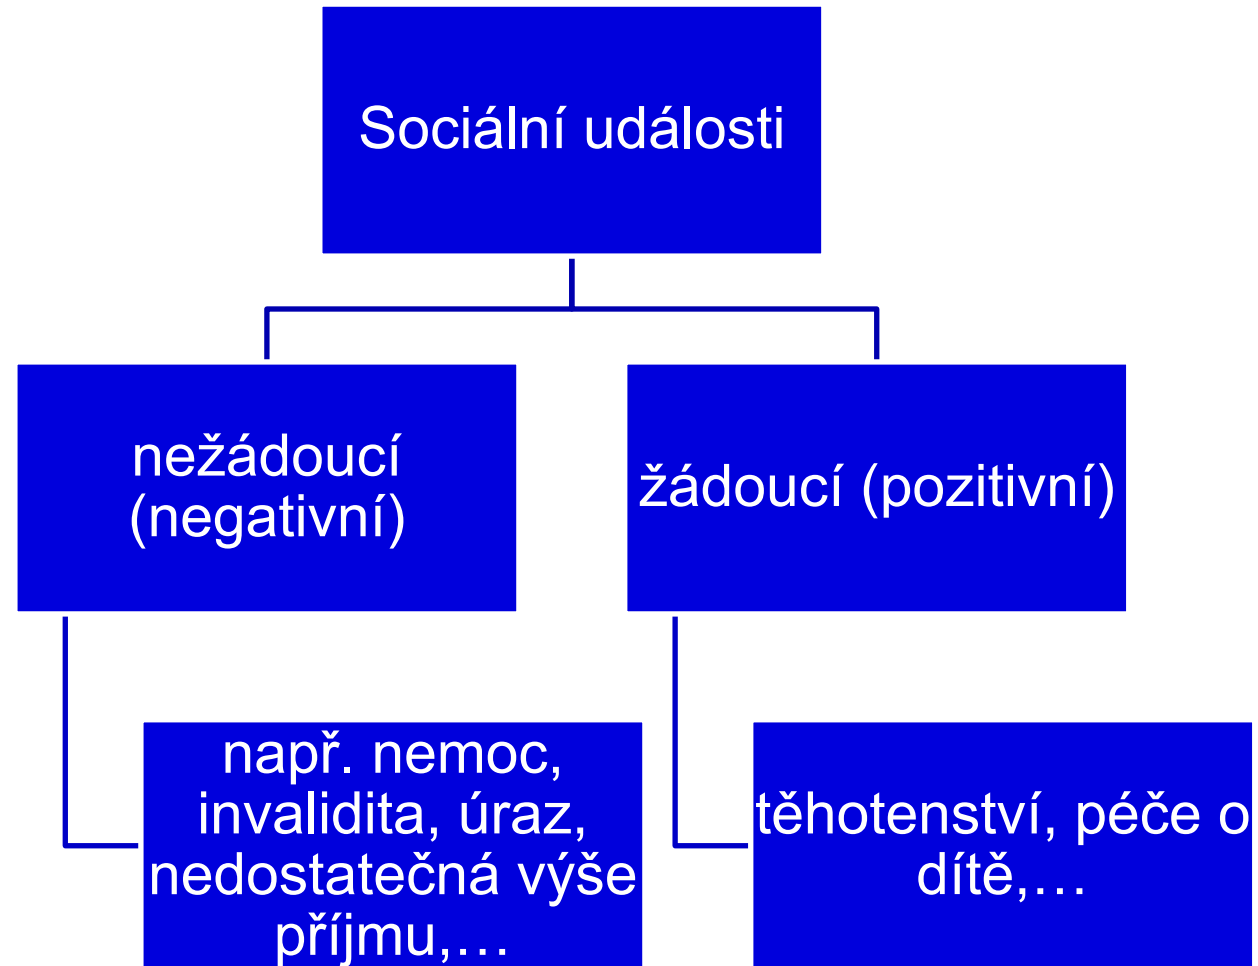 Sociální události
nežádoucí
(negativní)
žádoucí (pozitivní)
např. nemoc,
invalidita, úraz,
nedostatečná výše
příjmu,…
těhotenství, péče o
dítě,…